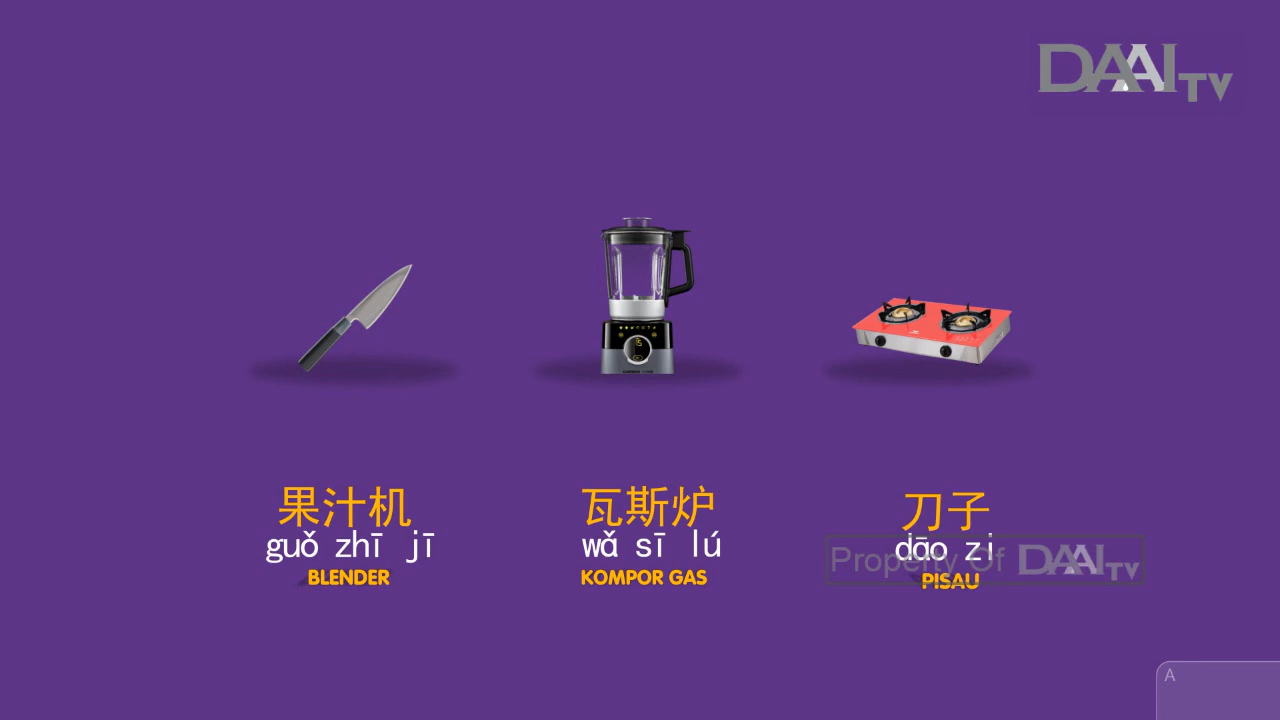 DAAI TV
果汁机
guǒ zhī jī
BLENDER
瓦斯炉
wǎ sī lú
KOMPOR GAS
刀子
dāo zi
PISAU
Property Of DAAI TV
A